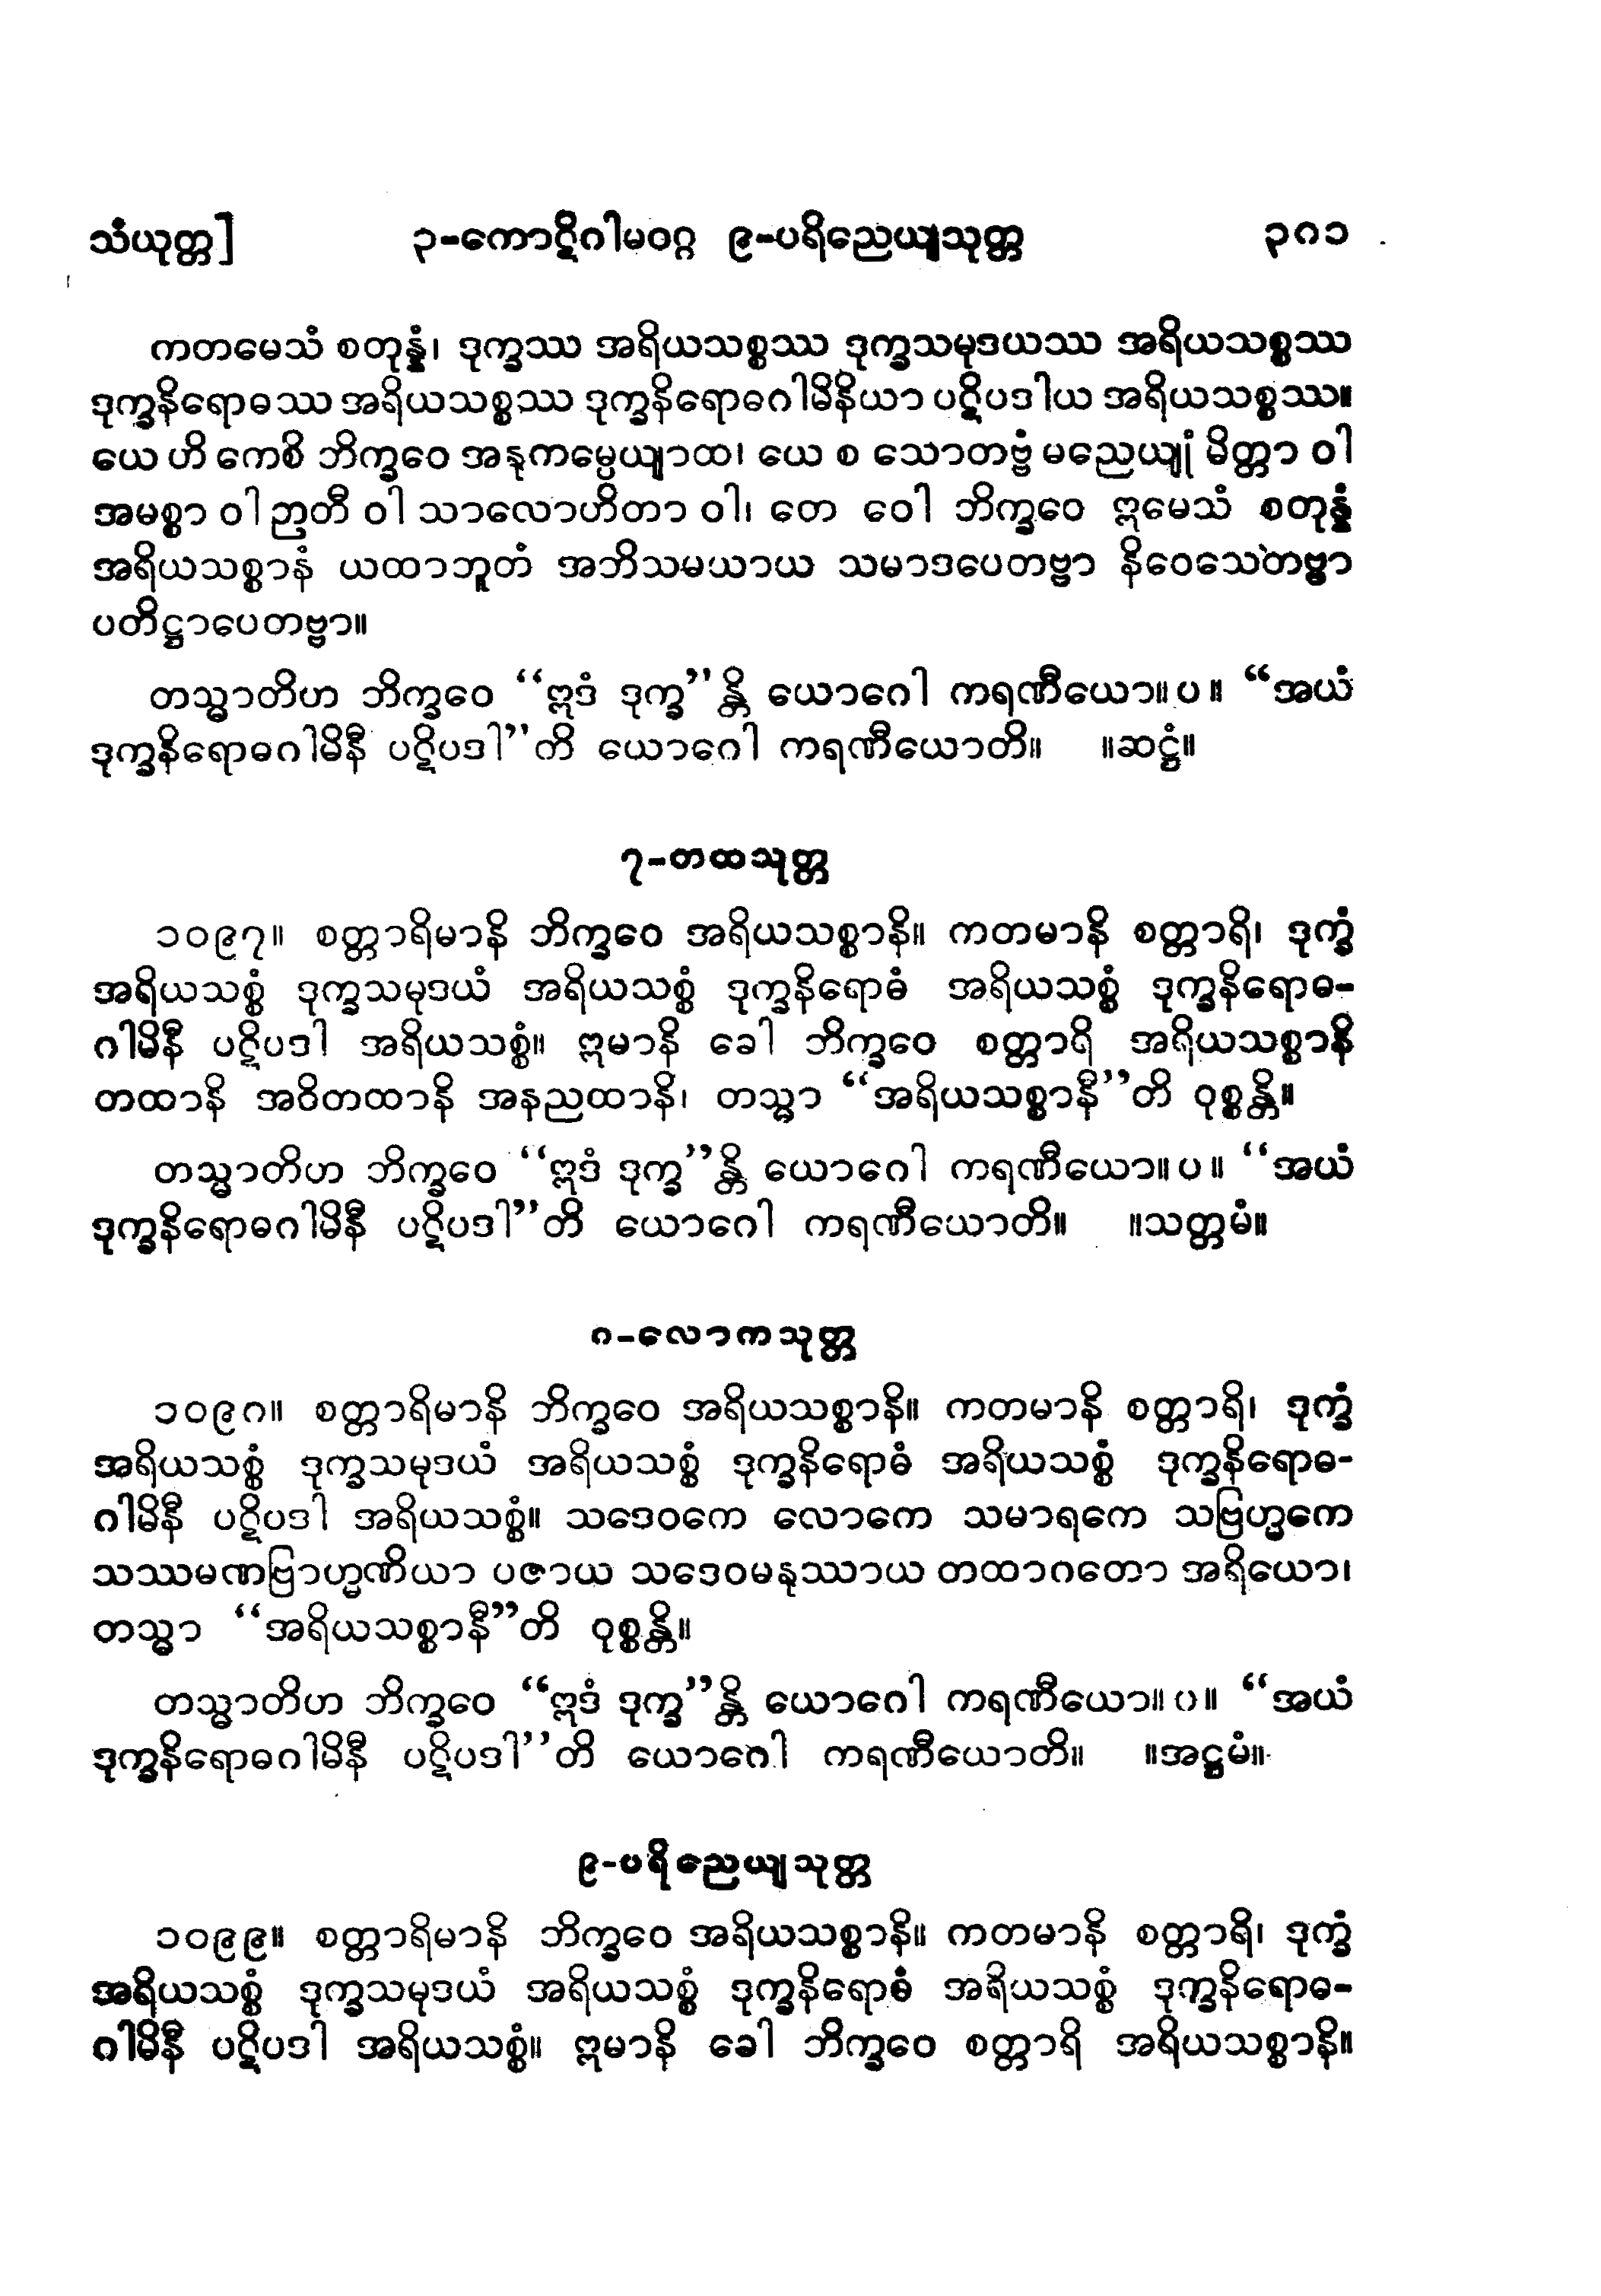 သံယုတ္တ] ၃-ကောဋိဂါမဝဂ္ဂ ၉-ပရိညေယျသုတ္တ ၃၈၁
ကတမေသံ စတုန္နံ၊ ဒုက္ခဿ အရိယသစ္စဿ ဒုက္ခသမုဒယဿ အရိယသစ္စဿ
ဒုက္ခနိရောဓဿ အရိယသစ္စဿ ဒုက္ခနိရောဓဂါမိနိယာ ပဋိပဒါယ အရိယသစ္စဿ။
ယေ ဟိ ကေစိ ဘိက္ခဝေ အနုကမ္ပေယျာထ၊ ယေ စ သောတဗ္ဗံ မညေယျုံ မိတ္တာ ဝါ
အမစ္စာ ဝါ ဉာတီ ဝါ သာလောဟိတာ ဝါ၊ တေ ဝေါ ဘိက္ခဝေ ဣမေသံ စတုန္နံ
အရိယသစ္စာနံ ယထာဘူတံ အဘိသမယာယ သမာဒပေတဗ္ဗာ နိဝေသေတဗ္ဗာ
ပတိဋ္ဌာပေတဗ္ဗာ။
တသ္မာတိဟ ဘိက္ခဝေ “ဣဒံ ဒုက္ခ”န္တိ ယောဂေါ ကရဏီယော။ပ။ “အယံ
ဒုက္ခနိရောဓဂါမိနီ ပဋိပဒါ”တိ ယောဂေါ ကရဏီယောတိ။ ။ဆဋ္ဌံ။
၇-တထသုတ္တ
၁၀၉၇။ စတ္တာရိမာနိ ဘိက္ခဝေ အရိယသစ္စာနိ။ ကတမာနိ စတ္တာရိ၊ ဒုက္ခံ
အရိယသစ္စံ ဒုက္ခသမုဒယံ အရိယသစ္စံ ဒုက္ခနိရောဓံ အရိယသစ္စံ ဒုက္ခနိရောဓ-
ဂါမိနီ ပဋိပဒါ အရိယသစ္စံ။ ဣမာနိ ခေါ ဘိက္ခဝေ စတ္တာရိ အရိယသစ္စာနိ
တထာနိ အဝိတထာနိ အနညထာနိ၊ တသ္မာ “အရိယသစ္စာနီ”တိ ဝုစ္စန္တိ။
တသ္မာတိဟ ဘိက္ခဝေ “ဣဒံ ဒုက္ခ”န္တိ ယောဂေါ ကရဏီယော။ပ။ “အယံ
ဒုက္ခနိရောဓဂါမိနီ ပဋိပဒါ”တိ ယောဂေါ ကရဏီယောတိ။ ။သတ္တမံ။
၈-လောကသုတ္တ
၁၀၉၈။ စတ္တာရိမာနိ ဘိက္ခဝေ အရိယသစ္စာနိ။ ကတမာနိ စတ္တာရိ၊ ဒုက္ခံ
အရိယသစ္စံ ဒုက္ခသမုဒယံ အရိယသစ္စံ ဒုက္ခနိရောဓံ အရိယသစ္စံ ဒုက္ခနိရောဓ-
ဂါမိနီ ပဋိပဒါ အရိယသစ္စံ။ သဒေဝကေ လောကေ သမာရကေ သဗြဟ္မကေ
သဿမဏဗြာဟ္မဏိယာ ပဇာယ သဒေဝမနုဿာယ တထာဂတော အရိယော၊
တသ္မာ “အရိယသစ္စာနီ”တိ ဝုစ္စန္တိ။
တသ္မာတိဟ ဘိက္ခဝေ “ဣဒံ ဒုက္ခ”န္တိ ယောဂေါ ကရဏီယော။ပ။ “အယံ
ဒုက္ခနိရောဓဂါမိနီ ပဋိပဒါ”တိ ယောဂေါ ကရဏီယောတိ။ ။အဋ္ဌမံ။
၉-ပရိညေယျသုတ္တ
၁၀၉၉။ စတ္တာရိမာနိ ဘိက္ခဝေ အရိယသစ္စာနိ။ ကတမာနိ စတ္တာရိ၊ ဒုက္ခံ
အရိယသစ္စံ ဒုက္ခသမုဒယံ အရိယသစ္စံ ဒုက္ခနိရောဓံ အရိယသစ္စံ ဒုက္ခနိရောဓ-
ဂါမိနီ ပဋိပဒါ အရိယသစ္စံ။ ဣမာနိ ခေါ ဘိက္ခဝေ စတ္တာရိ အရိယသစ္စာနိ။